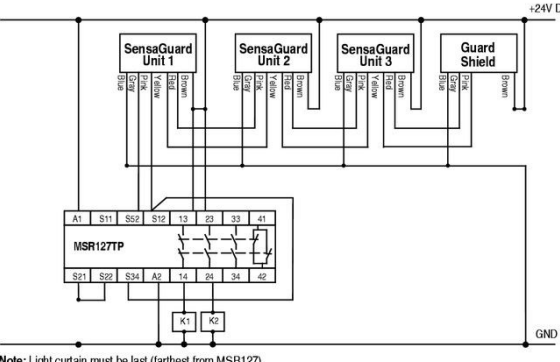 +24V D
SensaGuard
Unit 1
SensaGuard
Unit 2
SensaGuard
Unit 3
Guard
Shield
Blue
Gray
Pink
Yellow
Red
Brown
Blue
Gray
Pink
Yellow
Red
Brown
Blue
Gray
Pink
Yellow
Red
Brown
Blue
Gray
Pink
Brown
A1 S11 S52 S12 13 23 33 41
MSR127TP
S21 S22 S34 A2 14 24 34 42
K1 K2
GND
Note: Light curtain must be last (farthest from MSR127)